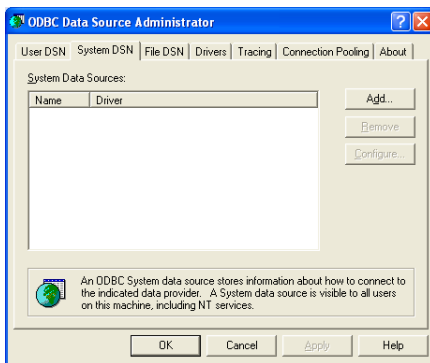 ODBC Data Source Administrator
User DSN System DSN File DSN Drivers Tracing Connection Pooling About
System Data Sources:
Name Driver
Add...
Remove
Configure...
An ODBC System data source stores information about how to connect to
the indicated data provider. A System data source is visible to all users
on this machine, including NT services.
OK Cancel Apply Help